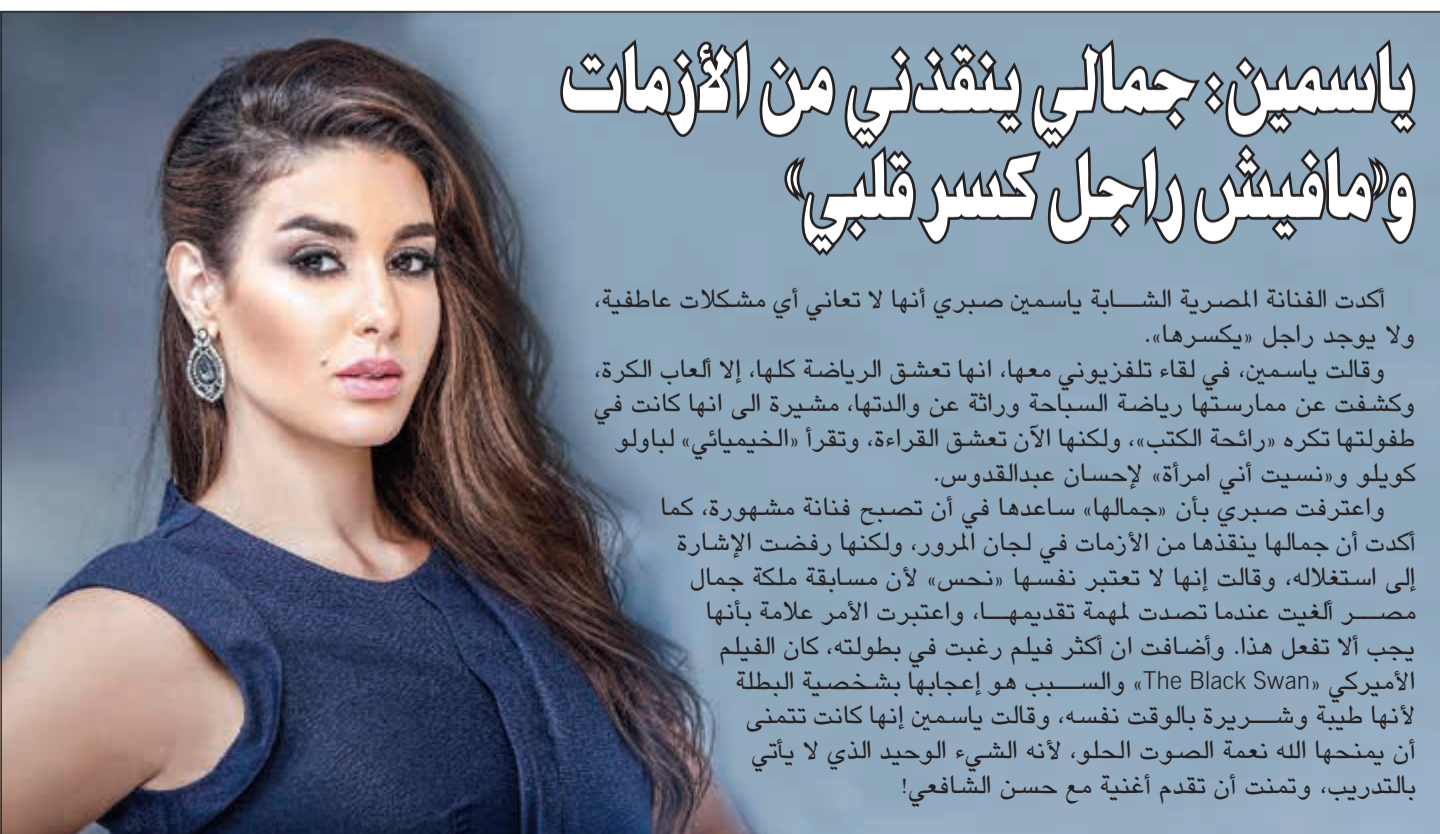 ياسمين: جمالي ينقذني من الأزمات
و«مافيش راجل كسر قلبي»
أكدت الفنانة المصرية الشابة ياسمين صبري أنها لا تعاني أي مشكلات عاطفية،
ولا يوجد راجل «يكسرها».
وقالت ياسمين، في لقاء تلفزيوني معها، انها تعشق الرياضة كلها، إلا ألعاب الكرة،
وكشفت عن ممارستها رياضة السباحة وراثة عن والدتها، مشيرة الى انها كانت في
طفولتها تكره «رائحة الكتب»، ولكنها الآن تعشق القراءة، وتقرأ «الخيميائي» لباولو
كويلو و«نسيت أني امرأة» لإحسان عبدالقدوس.
واعترفت صبري بأن «جمالها» ساعدها في أن تصبح فنانة مشهورة، كما
أكدت أن جمالها ينقذها من الأزمات في لجان المرور، ولكنها رفضت الإشارة
إلى استغلاله، وقالت إنها لا تعتبر نفسها «نحس» لأن مسابقة ملكة جمال
مصر ألغيت عندما تصدت لمهمة تقديمها، واعتبرت الأمر علامة بأنها
يجب ألا تفعل هذا. وأضافت ان أكثر فيلم رغبت في بطولته، كان الفيلم
الأميركي «The Black Swan» والسبب هو إعجابها بشخصية البطلة
لأنها طيبة وشريرة بالوقت نفسه، وقالت ياسمين إنها كانت تتمنى
أن يمنحها الله نعمة الصوت الحلو، لأنه الشيء الوحيد الذي لا يأتي
بالتدريب، وتمنت أن تقدم أغنية مع حسن الشافعي!